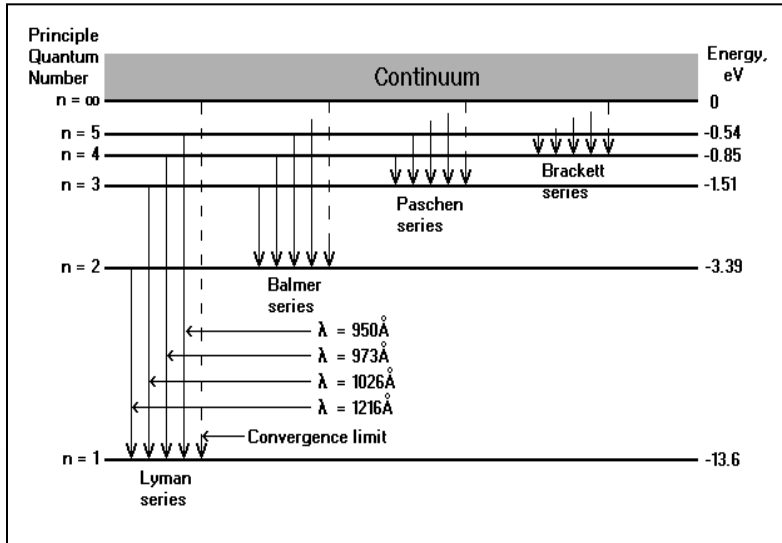 Principle
Quantum
Number
Energy,
eV
Continuum
n = ∞
0
n = 5
-0.54
n = 4
-0.85
n = 3
-1.51
Brackett
series
Paschen
series
n = 2
-3.39
Balmer
series
λ = 950Å
λ = 973Å
λ = 1026Å
λ = 1216Å
Convergence limit
n = 1
-13.6
Lyman
series